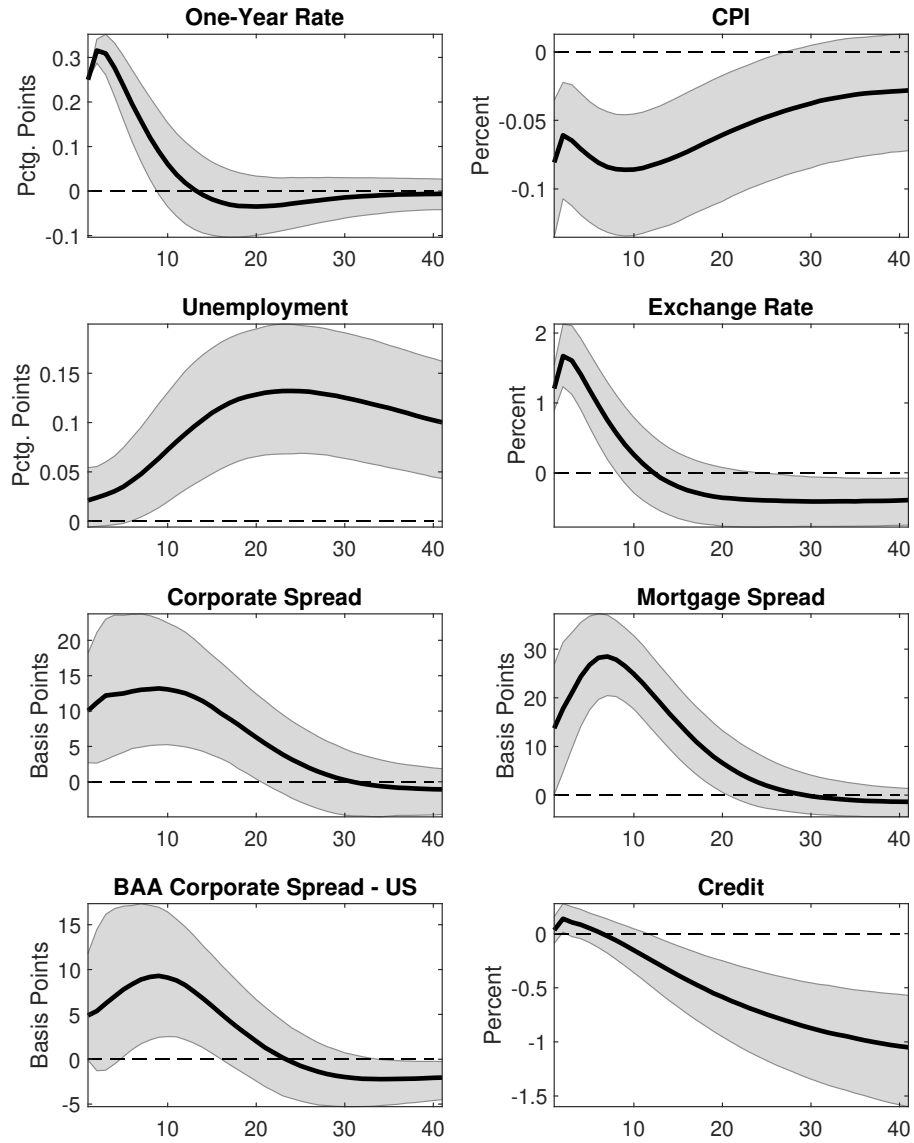 One-Year Rate
Pctg. Points
0.3
0.2
0.1
0
-0.1
10 20 30 40
CPI
Percent
0
-0.05
-0.1
10 20 30 40
Unemployment
Pctg. Points
0.15
0.1
0.05
0
10 20 30 40
Exchange Rate
Percent
2
1
0
10 20 30 40
Corporate Spread
Basis Points
20
15
10
5
0
10 20 30 40
Mortgage Spread
Basis Points
30
20
10
0
10 20 30 40
BAA Corporate Spread - US
Basis Points
15
10
5
0
-5
10 20 30 40
Credit
Percent
0
-0.5
-1
-1.5
10 20 30 40